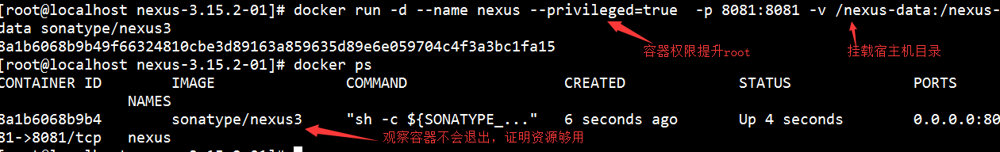 [root@localhost nexus-3.15.2-01]# docker run -d --name nexus --privileged=true  -p 8081:8081 -v /nexus-data:/nexus-
data sonatype/nexus3
8a1b6068b9b49f66324810cbe3d89163a859635d89e6e059704c4f3a3bc1fa15
容器权限提升root
挂载宿主机目录
[root@localhost nexus-3.15.2-01]# docker ps
CONTAINER ID        IMAGE               COMMAND                  CREATED             STATUS              PORTS
NAMES
8a1b6068b9b4        sonatype/nexus3     "sh -c ${SONATYPE_..."   6 seconds ago       Up 4 seconds        0.0.0.0:80
81->8081/tcp   nexus
观察容器不会退出，证明资源够用
[root@localhost nexus-3.15.2-01]#